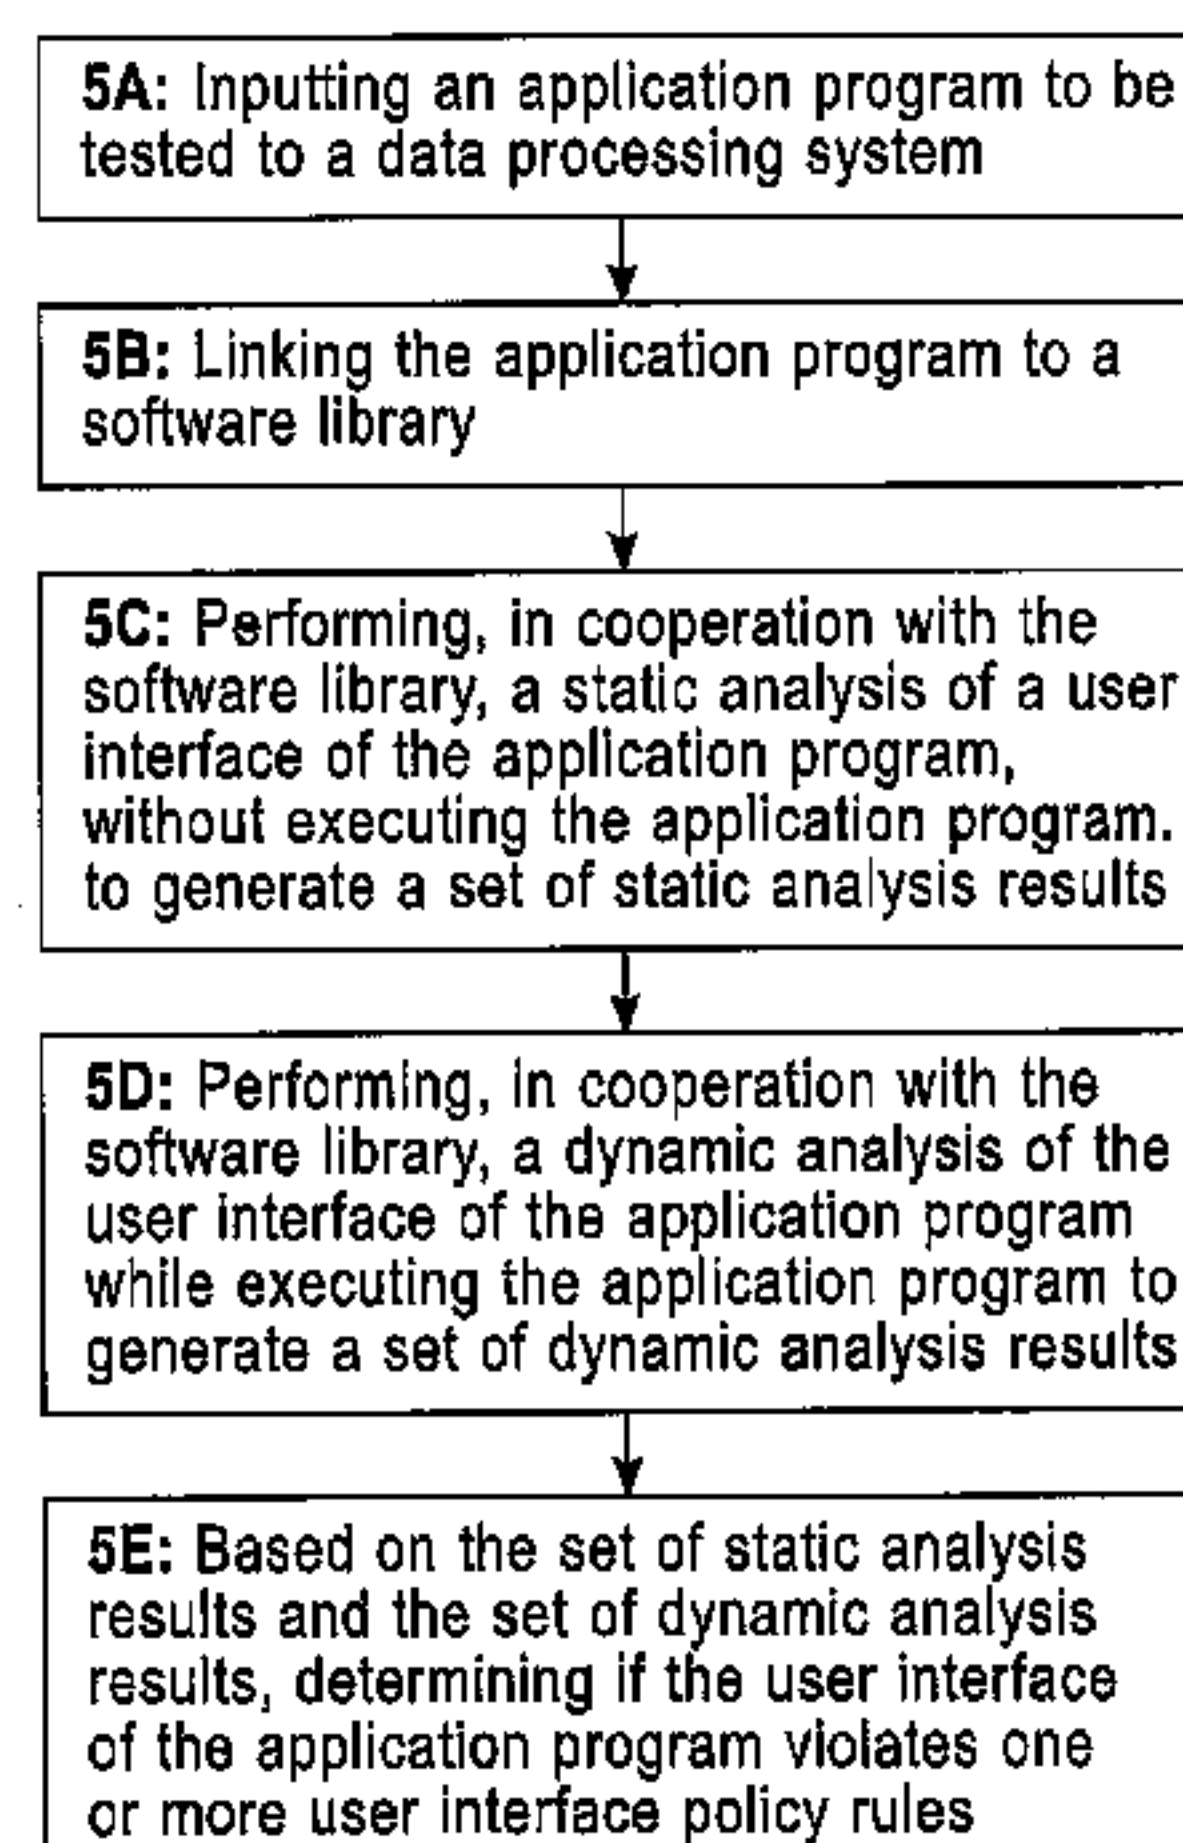 5A: Inputting an application program to be
tested to a data processing system
5B: Linking the application program to a
software library
5C: Performing, in cooperation with the
software library, a static analysis of a user
interface of the application program,
without executing the application program.
to generate a set of static analysis results
5D: Performing, in cooperation with the
software library, a dynamic analysis of the
user interface of the application program
while executing the application program to
generate a set of dynamic analysis results
5E: Based on the set of static analysis
results and the set of dynamic analysis
results, determining if the user interface
of the application program violates one
or more user interface policy rules